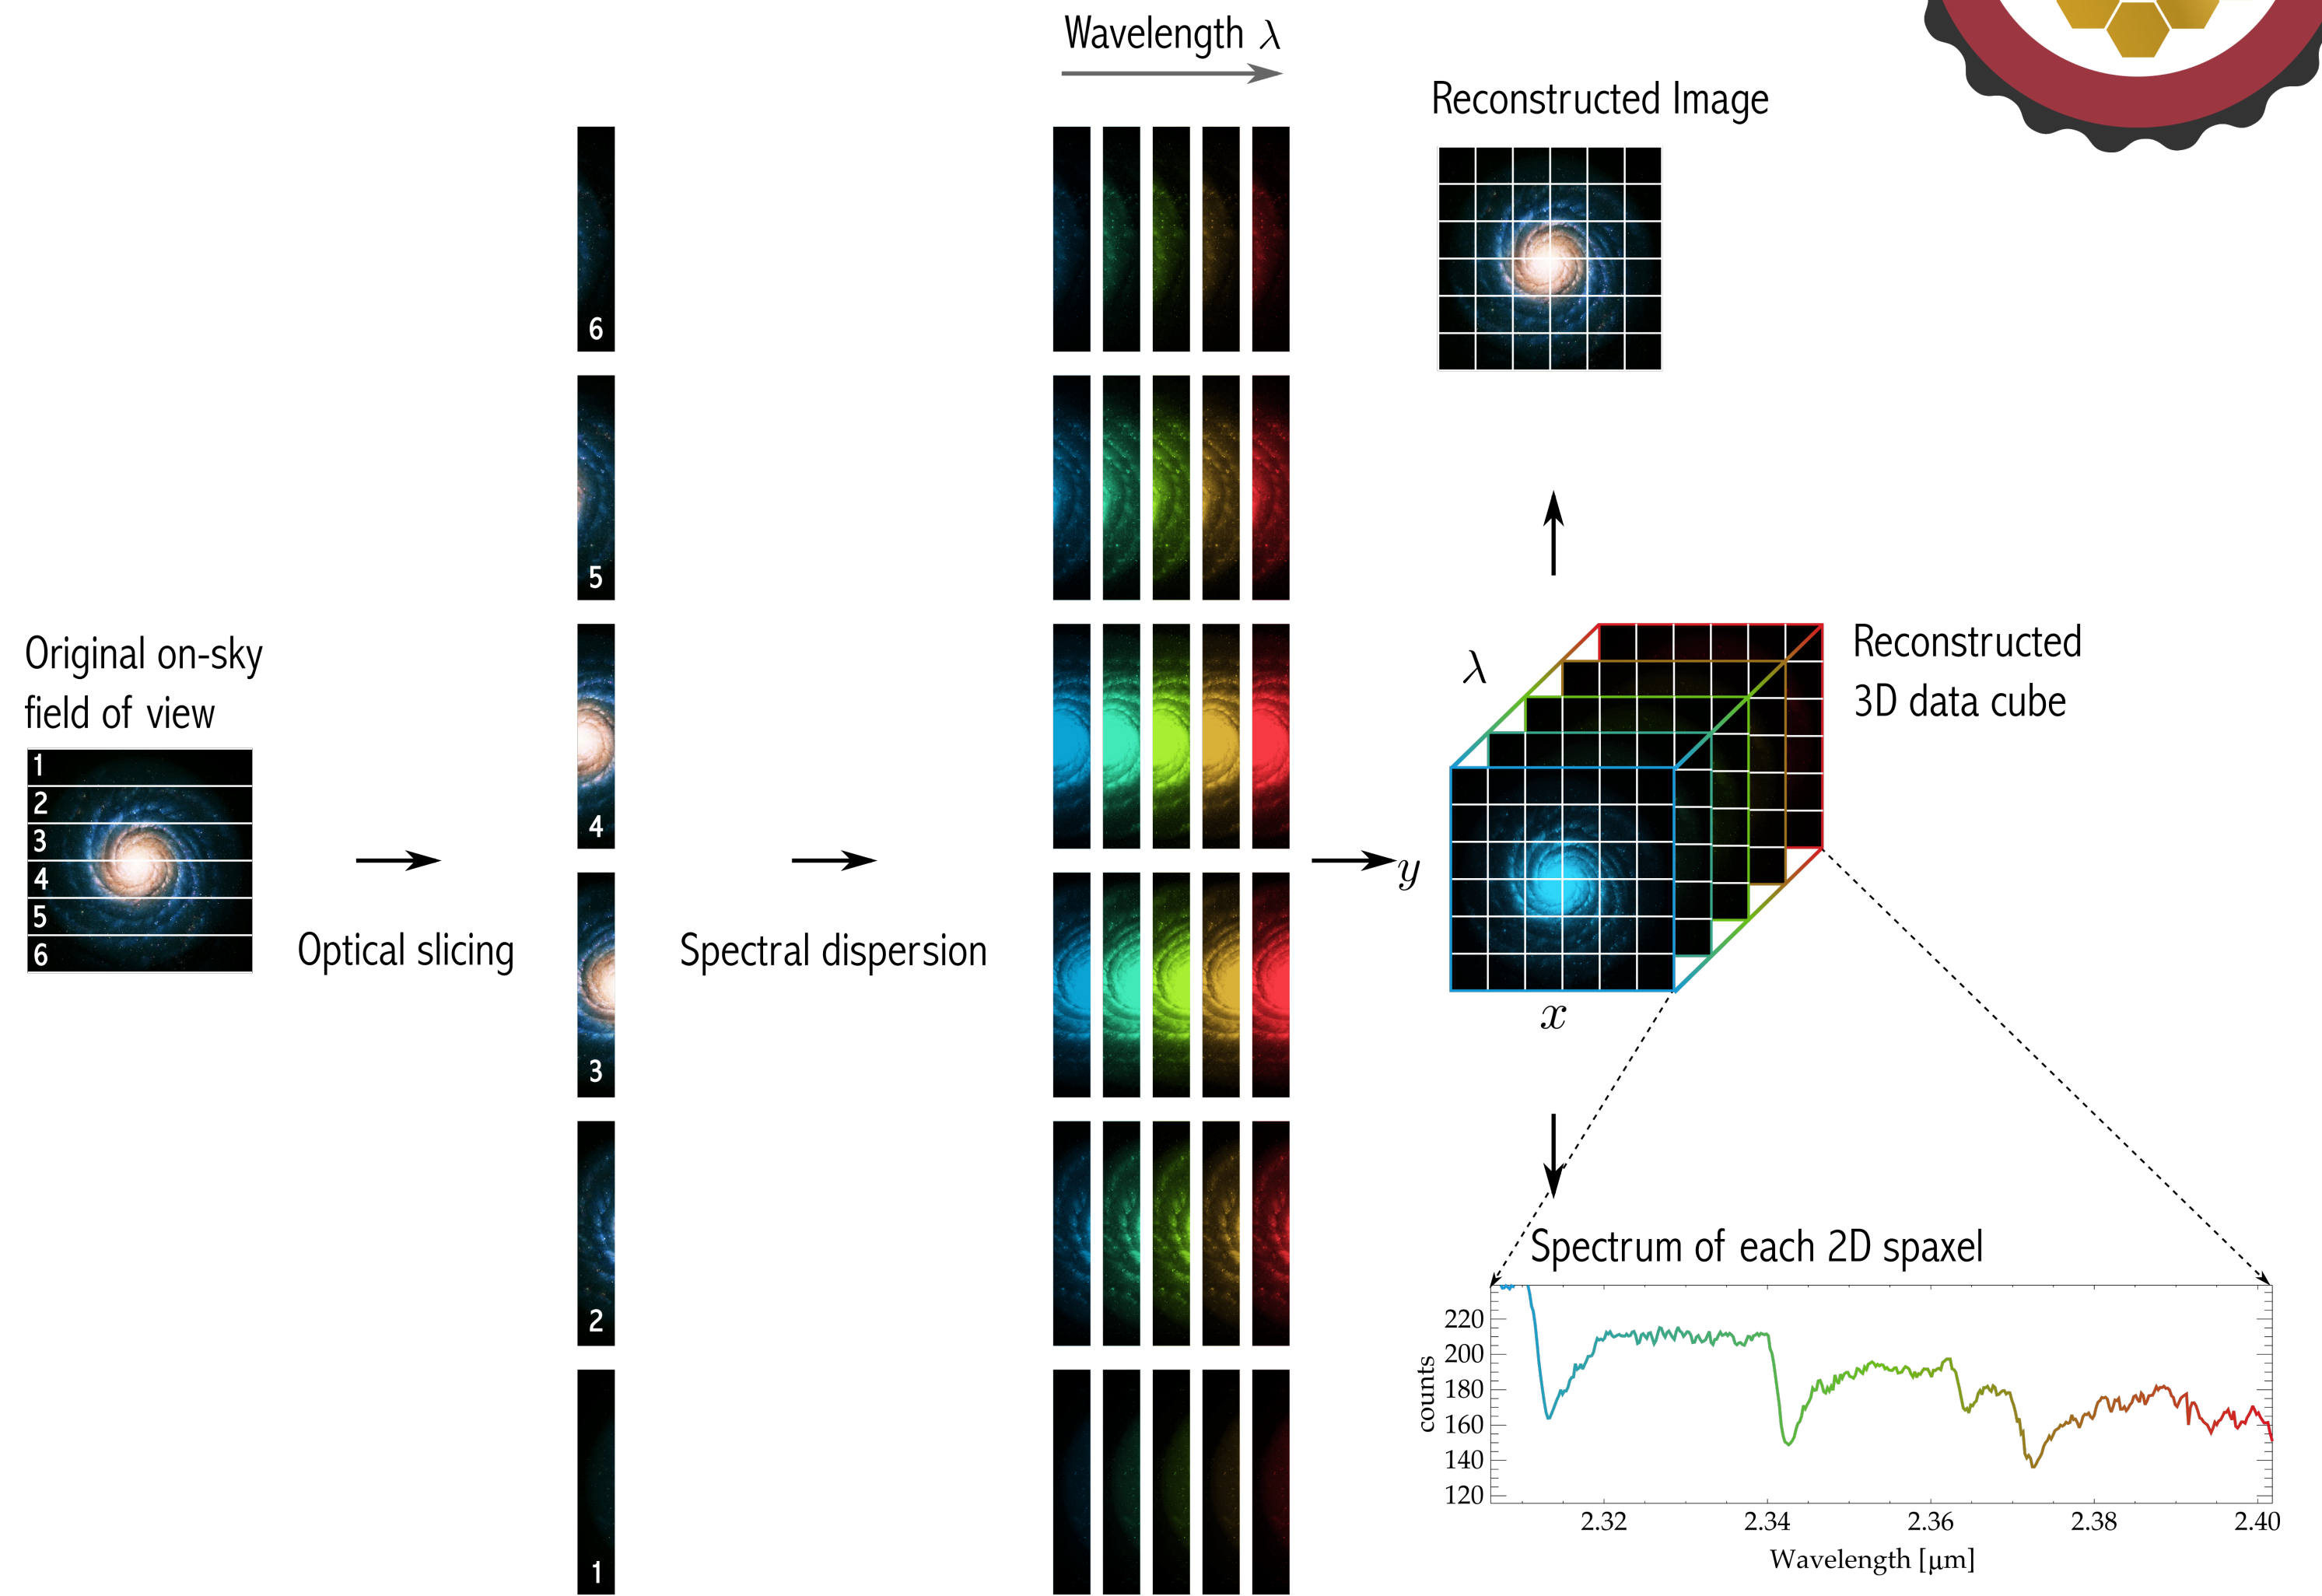 Wavelength λ
Reconstructed Image
6
5
4
3
2
1
Original on-sky
field of view
1
2
3
4
5
6
Optical slicing
Spectral dispersion
λ
Reconstructed
3D data cube
y
x
Spectrum of each 2D spaxel
counts
220
200
180
160
140
120
2.32 2.34 2.36 2.38 2.40
Wavelength [μm]